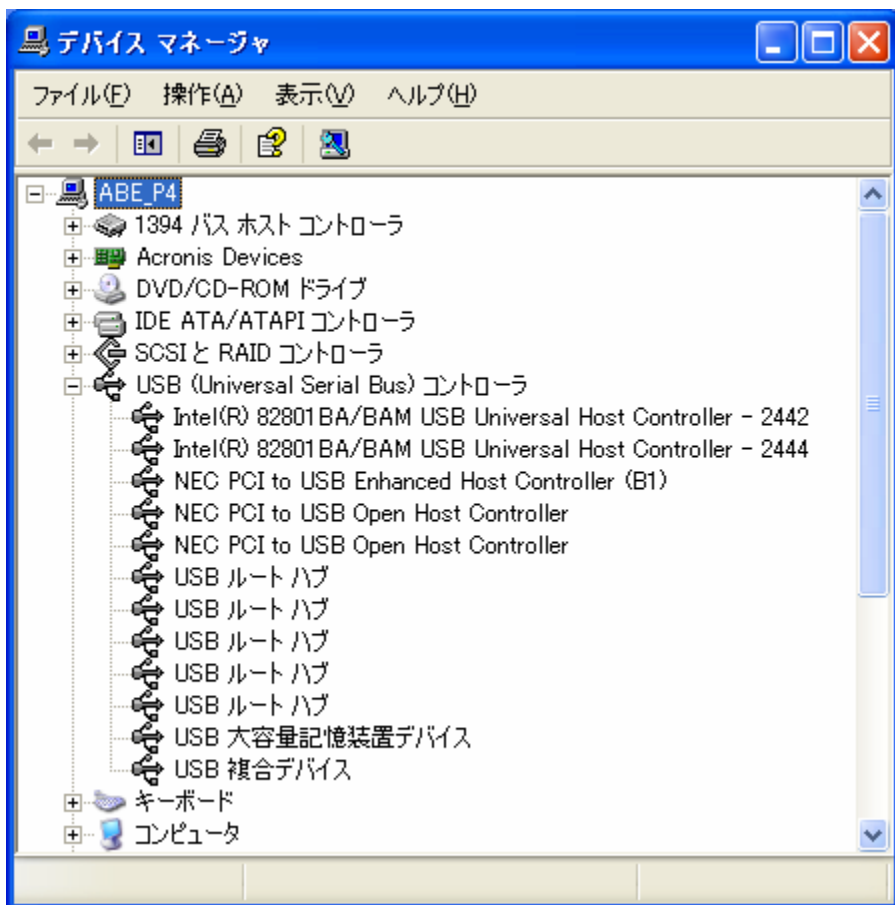 デバイス マネージャ
ファイル(F) 操作(A) 表示(V) ヘルプ(H)
ABE_P4
1394 バス ホスト コントローラ
Acronis Devices
DVD/CD-ROM ドライブ
IDE ATA/ATAPI コントローラ
SCSI と RAID コントローラ
USB (Universal Serial Bus) コントローラ
Intel(R) 82801BA/BAM USB Universal Host Controller - 2442
Intel(R) 82801BA/BAM USB Universal Host Controller - 2444
NEC PCI to USB Enhanced Host Controller (B1)
NEC PCI to USB Open Host Controller
NEC PCI to USB Open Host Controller
USB ルート ハブ
USB ルート ハブ
USB ルート ハブ
USB ルート ハブ
USB ルート ハブ
USB 大容量記憶装置デバイス
USB 複合デバイス
キーボード
コンピュータ